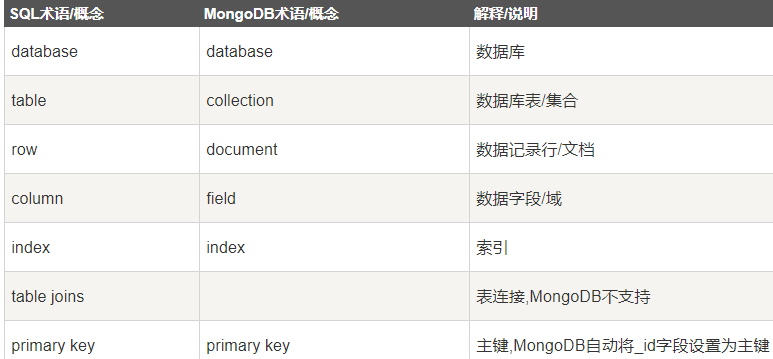 SQL术语/概念 MongoDB术语/概念 解释/说明
database database 数据库
table collection 数据库表/集合
row document 数据记录行/文档
column field 数据字段/域
index index 索引
table joins 表连接,MongoDB不支持
primary key primary key 主键,MongoDB自动将_id字段设置为主键